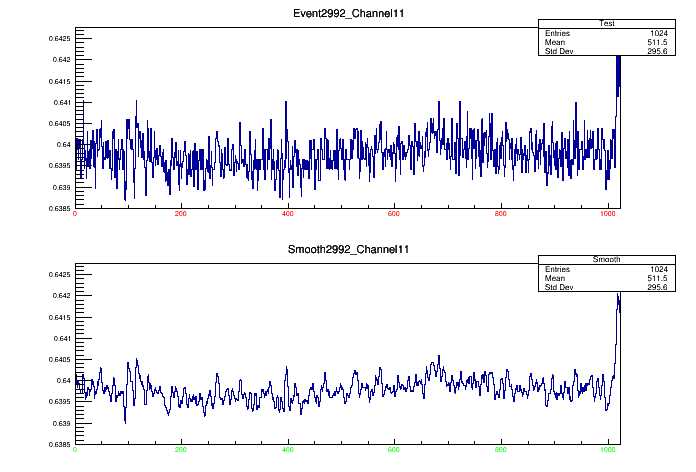 Event2992_Channel11
Test
Entries 1024
Mean 511.5
Std Dev 295.6
0.6425
0.642
0.6415
0.641
0.6405
0.64
0.6395
0.639
0.6385
0 200 400 600 800 1000
Smooth2992_Channel11
Smooth
Entries 1024
Mean 511.5
Std Dev 295.6
0.6425
0.642
0.6415
0.641
0.6405
0.64
0.6395
0.639
0.6385
0 200 400 600 800 1000